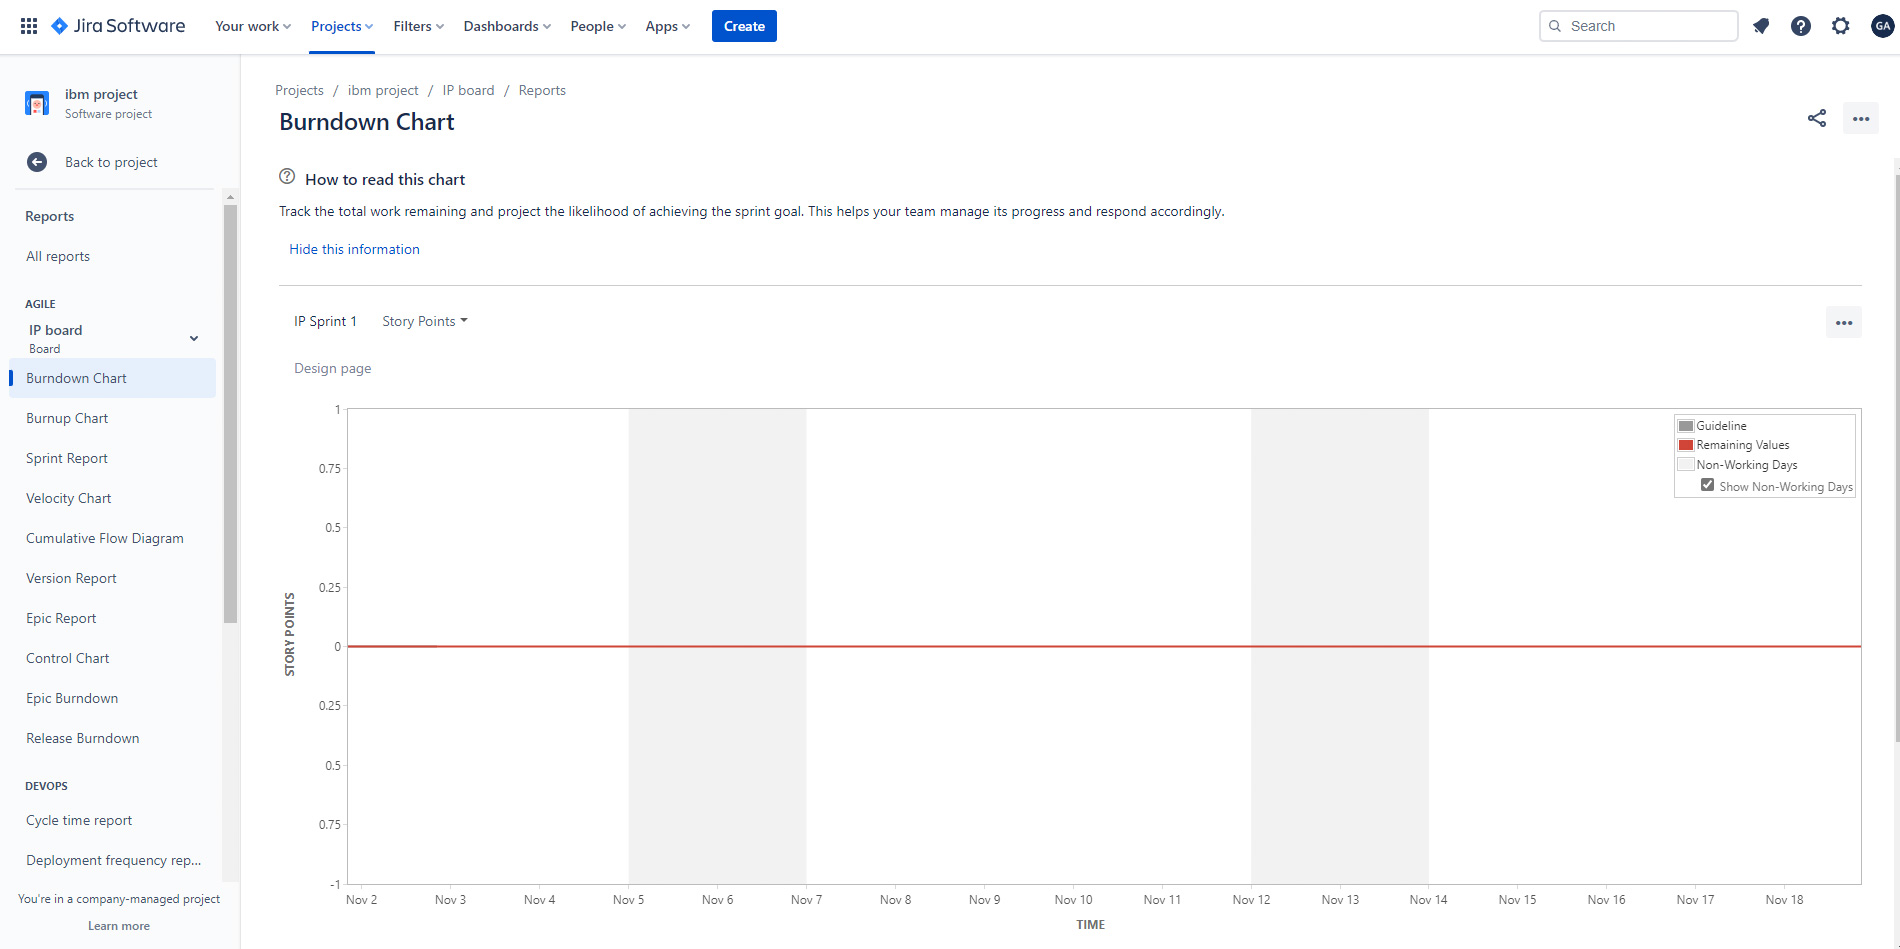 Jira Software Your work Projects Filters Dashboards People Apps Create Search GA
ibm project
Software project
Back to project
Reports
All reports
AGILE
IP board
Board
Burndown Chart
Burnup Chart
Sprint Report
Velocity Chart
Cumulative Flow Diagram
Version Report
Epic Report
Control Chart
Epic Burndown
Release Burndown
DEVOPS
Cycle time report
Deployment frequency rep...
You're in a company-managed project
Learn more
Projects / ibm project / IP board / Reports
Burndown Chart
How to read this chart
Track the total work remaining and project the likelihood of achieving the sprint goal. This helps your team manage its progress and respond accordingly.
Hide this information
IP Sprint 1 Story Points
Design page
Guideline
Remaining Values
Non-Working Days
Show Non-Working Days
STORY POINTS
1
0.75
0.5
0.25
0
0.25
0.5
0.75
-1
Nov 2 Nov 3 Nov 4 Nov 5 Nov 6 Nov 7 Nov 8 Nov 9 Nov 10 Nov 11 Nov 12 Nov 13 Nov 14 Nov 15 Nov 16 Nov 17 Nov 18
TIME